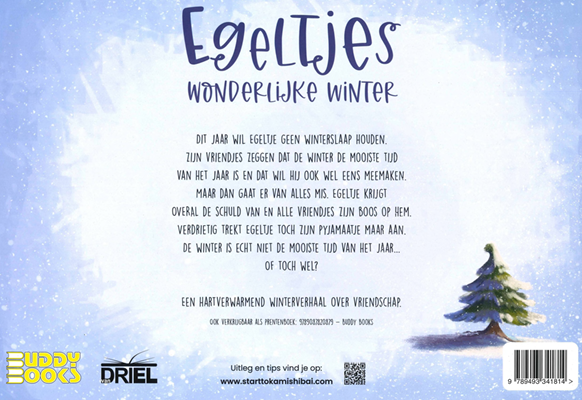 Egeltjes
wonderlijke winter
Dit jaar wil Egeltje geen winterslaap houden.
Zijn vriendjes zeggen dat de winter de mooiste tijd
van het jaar is en dat wil hij ook wel eens meemaken.
Maar dan gaat er van alles mis. Egeltje krijgt
overal de schuld van en alle vriendjes zijn boos op hem.
Verdrietig trekt Egeltje toch zijn pyjamaatje maar aan.
De winter is echt niet de mooiste tijd van het jaar...
Of toch wel?
Een hartverwarmend winterverhaal over vriendschap.
Ook verkrijgbaar als prentenboek: 9789087820879 – Buddy Books
BUDDY
BOOKS
VAN
DRIEL
Uitleg en tips vind je op:
www.starttokamishibai.com
9 789493 341814 >